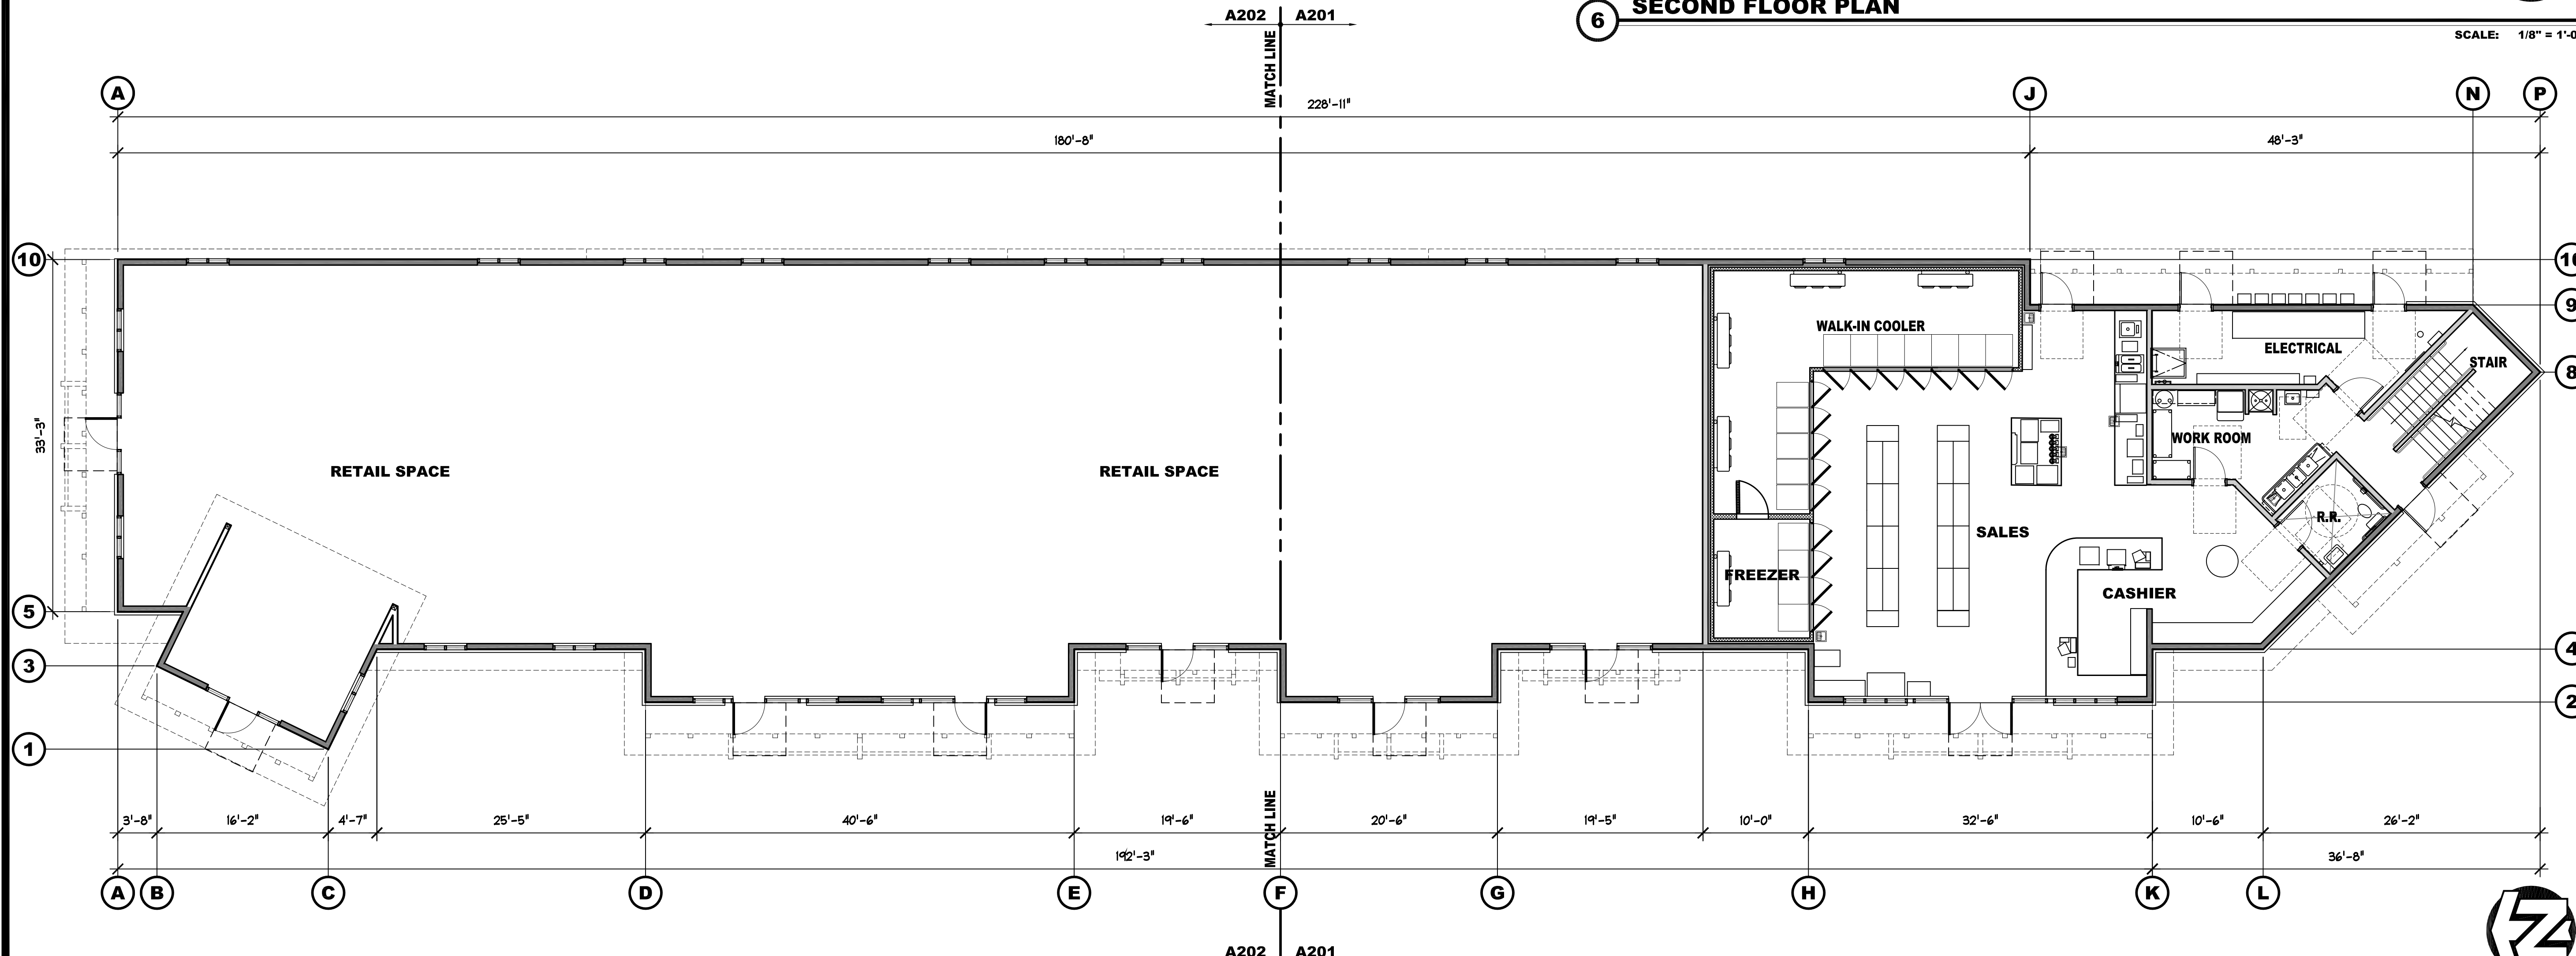 A202 A201
6 SECOND FLOOR PLAN
SCALE: 1/8" = 1'-0
MATCH LINE
A J N P
228'-11"
180'-8" 48'-3"
10 10
9
WALK-IN COOLER
ELECTRICAL
STAIR
8
33'-3"
WORK ROOM
RETAIL SPACE RETAIL SPACE
R.R.
SALES
FREEZER
CASHIER
5
4
3
2
1
MATCH LINE
3'-8" 16'-2" 4'-7" 25'-5" 40'-6" 19'-6" 20'-6" 19'-5" 10'-0" 32'-6" 10'-6" 26'-2"
192'-3" 36'-8"
A B C D E F G H K L
A202 A201